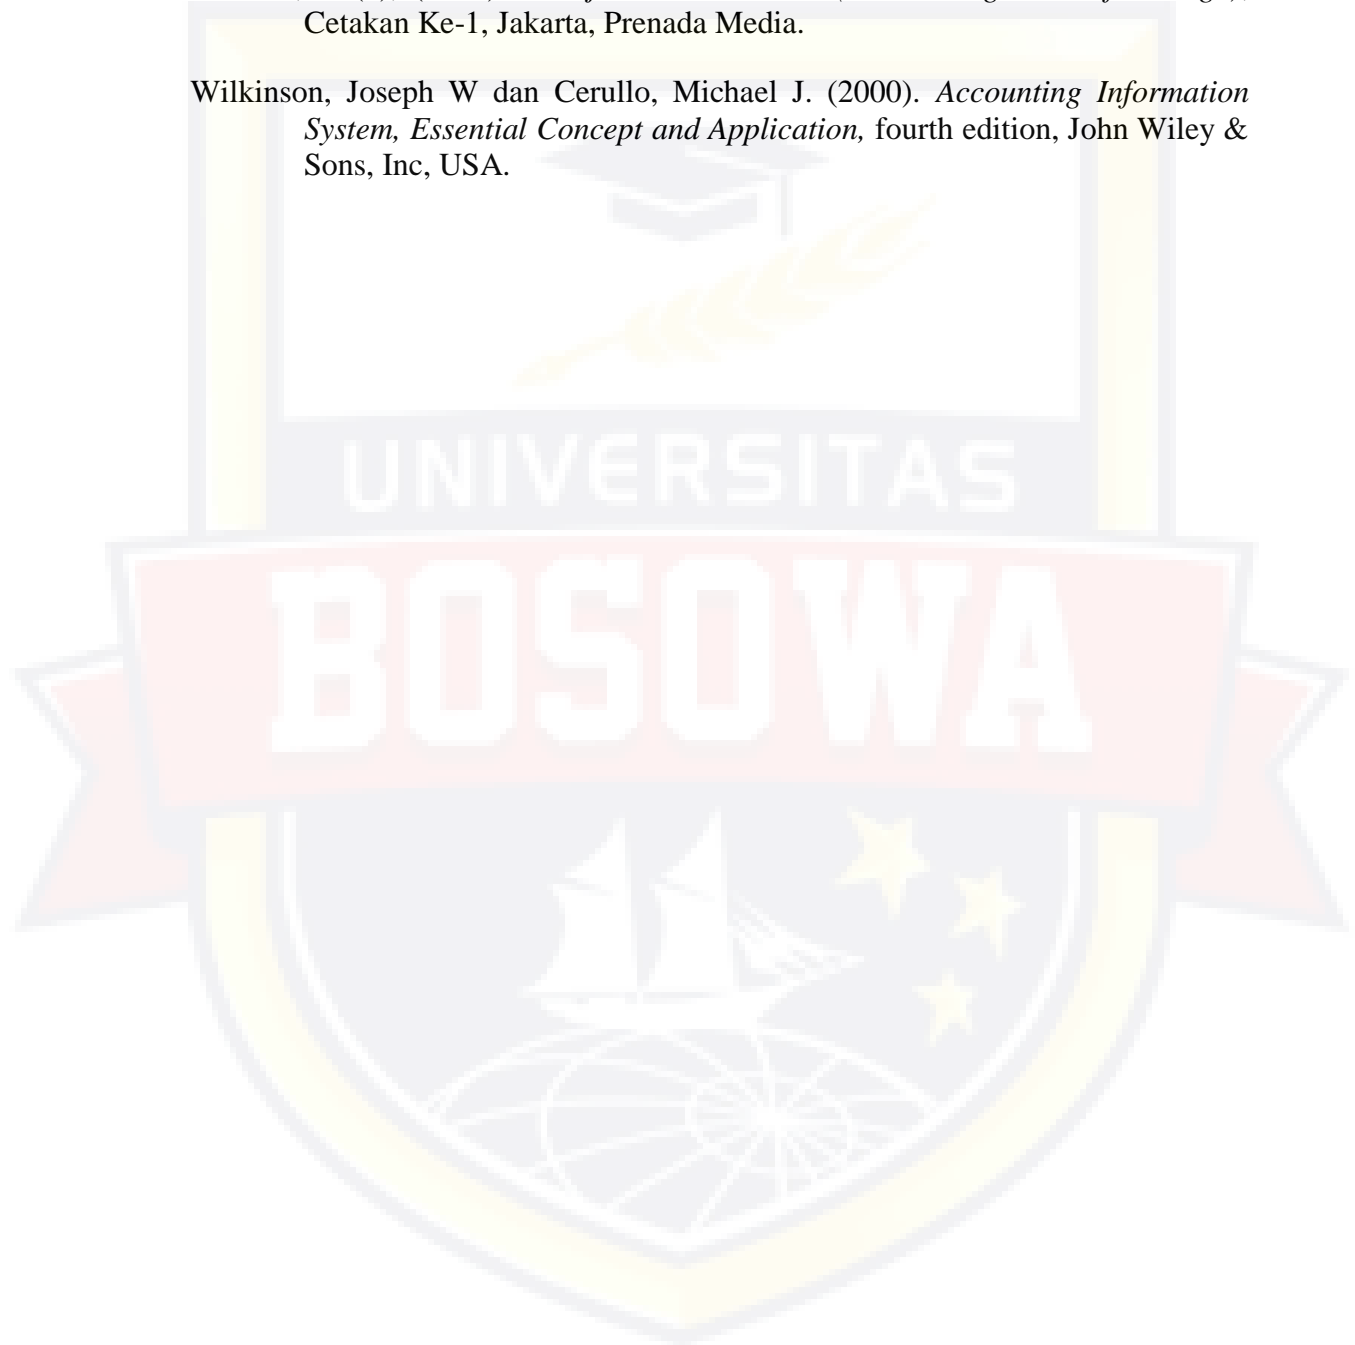 Cetakan Ke-1, Jakarta, Prenada Media.
Wilkinson, Joseph W dan Cerullo, Michael J. (2000). Accounting Information
System, Essential Concept and Application, fourth edition, John Wiley &
Sons, Inc, USA.
UNIVERSITAS
BOSOWA